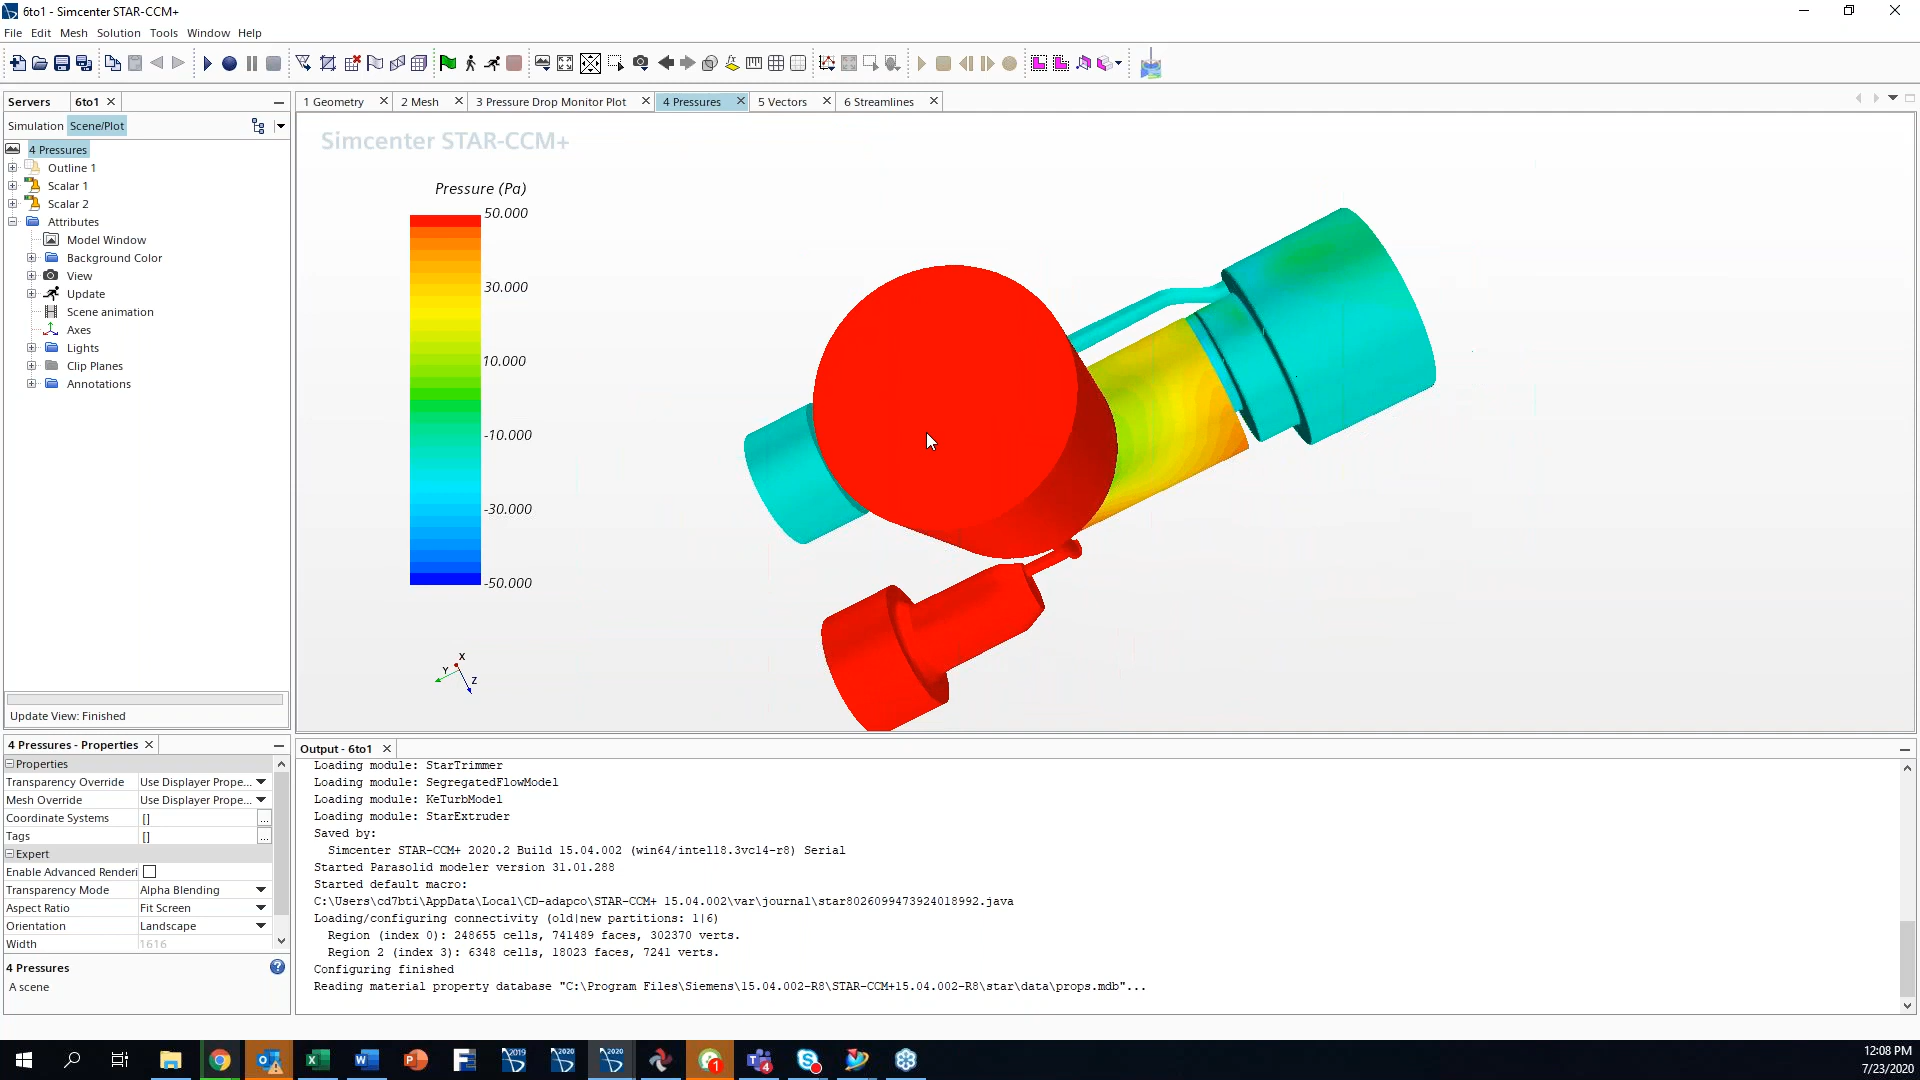 6to1 - Simcenter STAR-CCM+
File Edit Mesh Solution Tools Window Help
Servers 6to1
1 Geometry 2 Mesh 3 Pressure Drop Monitor Plot 4 Pressures 5 Vectors 6 Streamlines
Simulation Scene/Plot
4 Pressures
Outline 1
Scalar 1
Scalar 2
Attributes
Model Window
Background Color
View
Update
Scene animation
Axes
Lights
Clip Planes
Annotations
Update View: Finished
Simcenter STAR-CCM+
Pressure (Pa)
50.000
30.000
10.000
-10.000
-30.000
-50.000
X
Y
Z
4 Pressures - Properties
Properties
Transparency Override Use Displayer Prope...
Mesh Override Use Displayer Prope...
Coordinate Systems []
Tags []
Expert
Enable Advanced Renderi
Transparency Mode Alpha Blending
Aspect Ratio Fit Screen
Orientation Landscape
Width 1616
4 Pressures
A scene
Output - 6to1
Loading module: StarTrimmer
Loading module: SegregatedFlowModel
Loading module: KeTurbModel
Loading module: StarExtruder
Saved by:
Simcenter STAR-CCM+ 2020.2 Build 15.04.002 (win64/intel18.3vc14-r8) Serial
Started Parasolid modeler version 31.01.288
Started default macro:
C:\Users\cd7bti\AppData\Local\CD-adapco\STAR-CCM+ 15.04.002\var\journal\star8026099473924018992.java
Loading/configuring connectivity (old|new partitions: 1|6)
Region (index 0): 248655 cells, 741489 faces, 302370 verts.
Region 2 (index 3): 6348 cells, 18023 faces, 7241 verts.
Configuring finished
Reading material property database "C:\Program Files\Siemens\15.04.002-R8\STAR-CCM+15.04.002-R8\star\data\props.mdb"...
2019
2020
2020
1
4
12:08 PM
7/23/2020